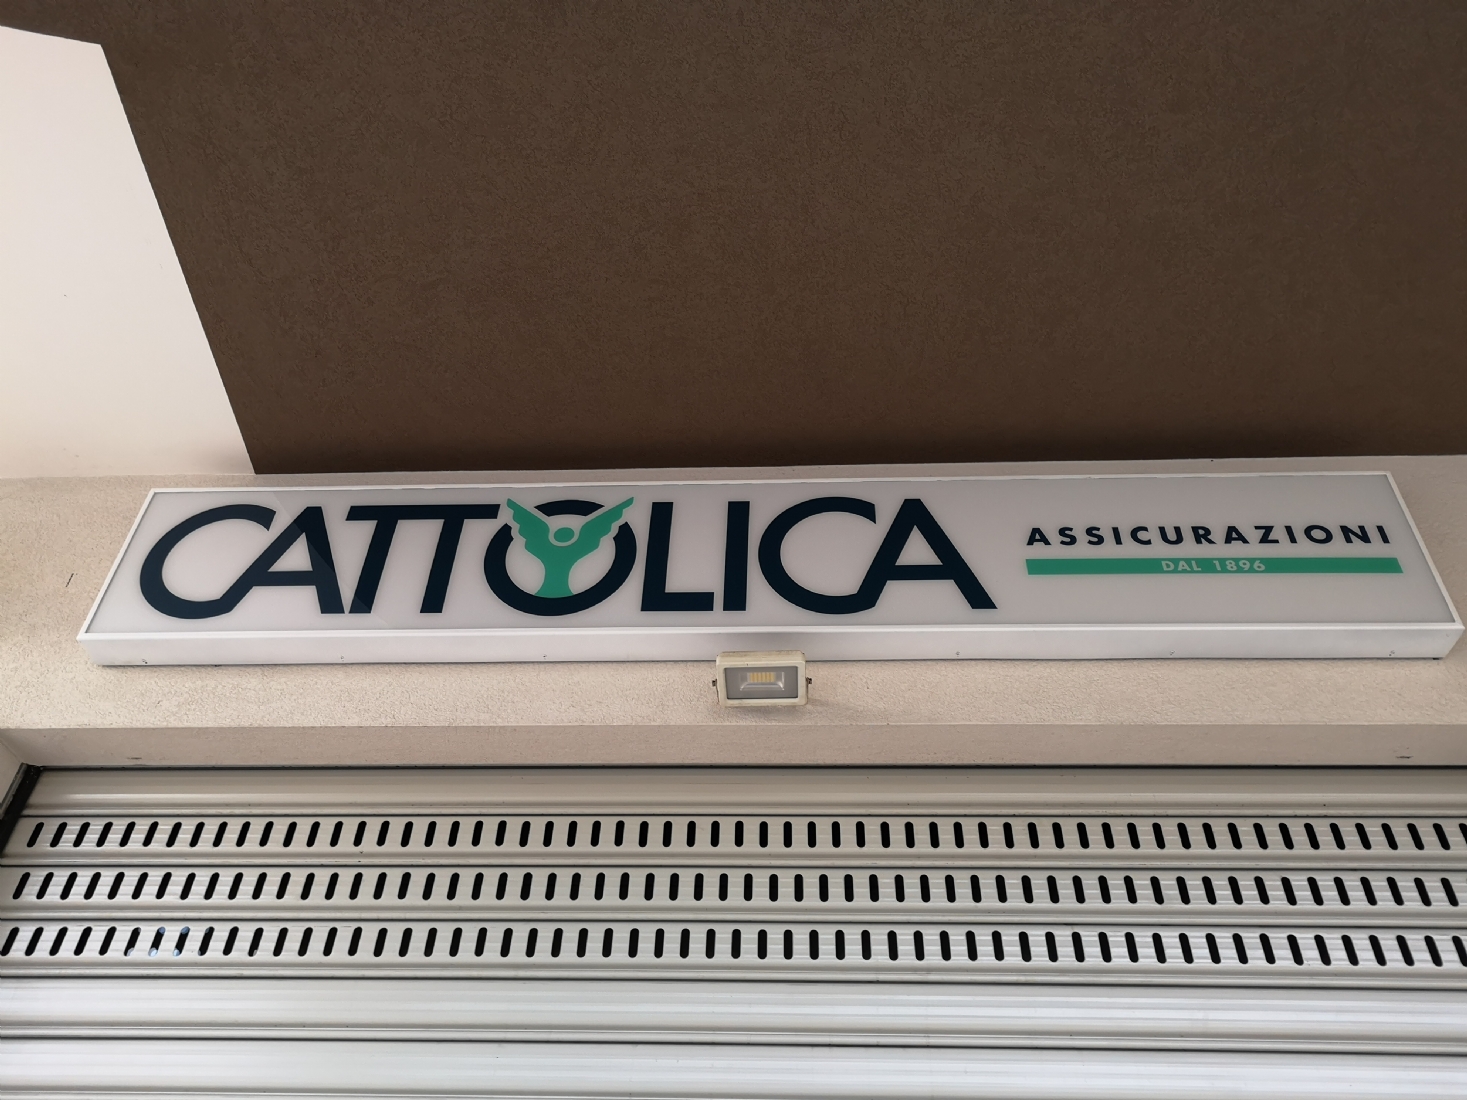 CATTOLICA
ASSICURAZIONI
DAL 1896